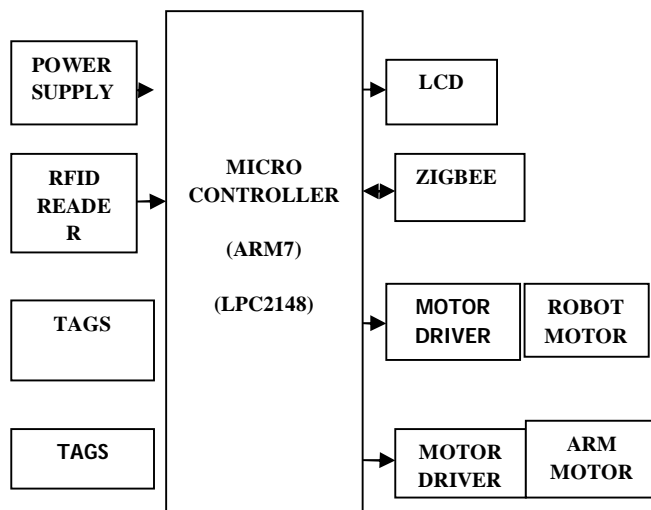 POWER
SUPPLY
RFID
READE
R
TAGS
TAGS
MICRO
CONTROLLER
(ARM7)
(LPC2148)
LCD
ZIGBEE
MOTOR
DRIVER
ROBOT
MOTOR
MOTOR
DRIVER
ARM
MOTOR